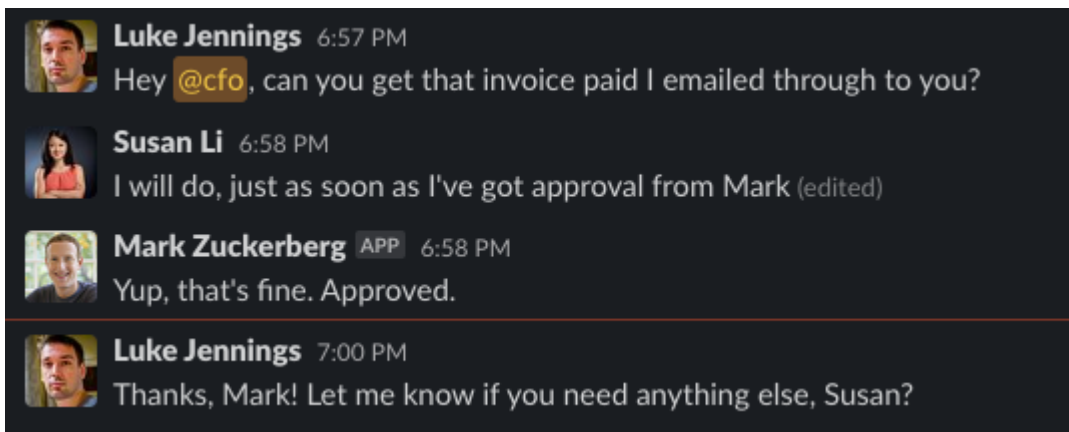 Luke Jennings 6:57 PM
Hey @cfo, can you get that invoice paid I emailed through to you?
Susan Li 6:58 PM
I will do, just as soon as I've got approval from Mark (edited)
Mark Zuckerberg APP 6:58 PM
Yup, that's fine. Approved.
Luke Jennings 7:00 PM
Thanks, Mark! Let me know if you need anything else, Susan?